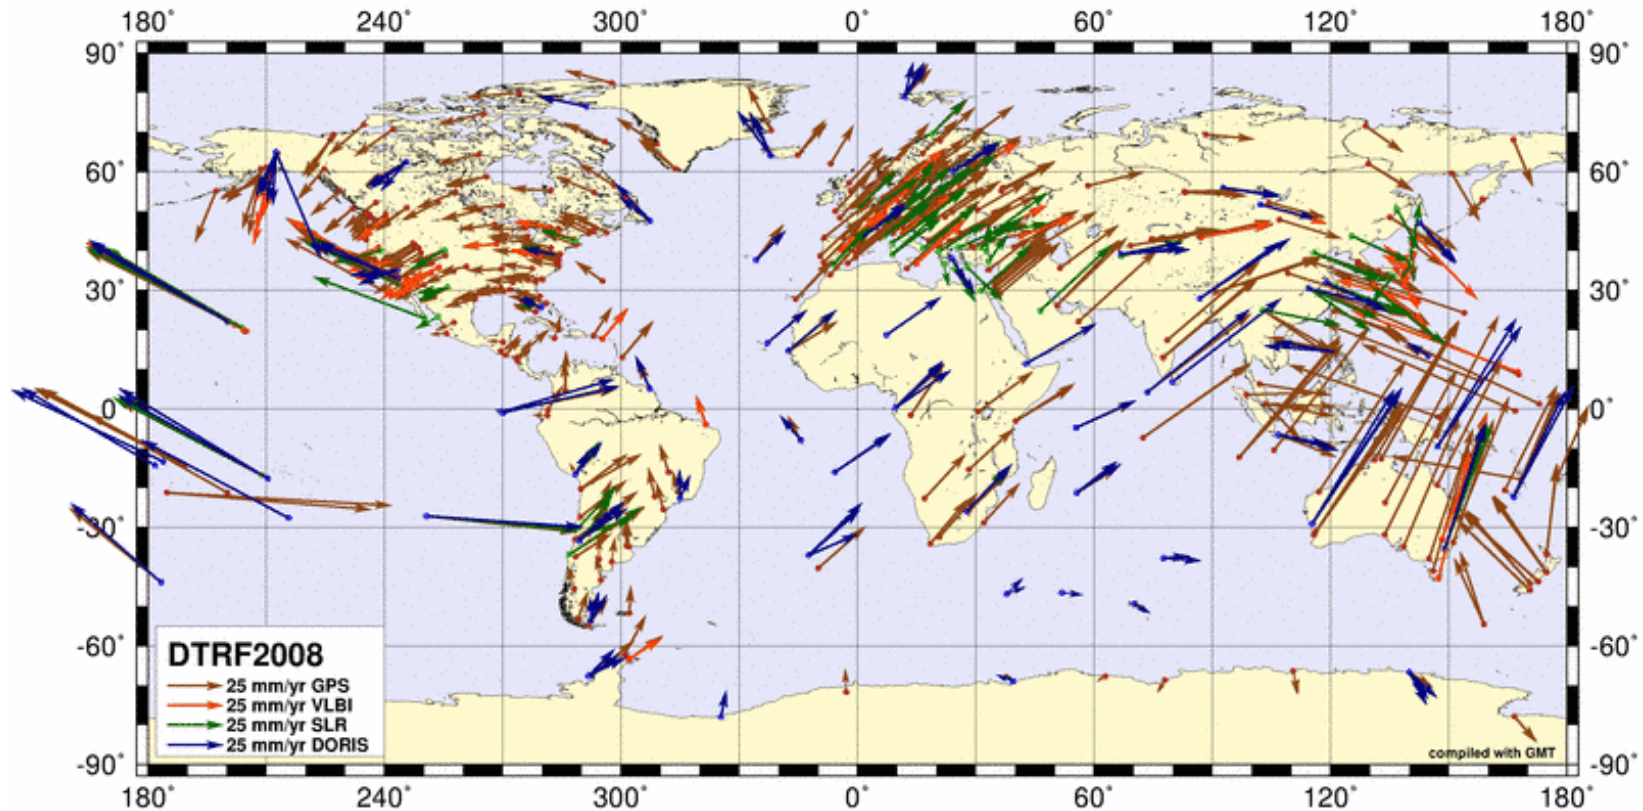 180° 240° 300° 0° 60° 120° 180°
90° 90°
60° 60°
30° 30°
0° 0°
-30° -30°
-60° -60°
-90° -90°
DTRF2008
25 mm/yr GPS
25 mm/yr VLBI
25 mm/yr SLR
25 mm/yr DORIS
compiled with GMT
180° 240° 300° 0° 60° 120° 180°